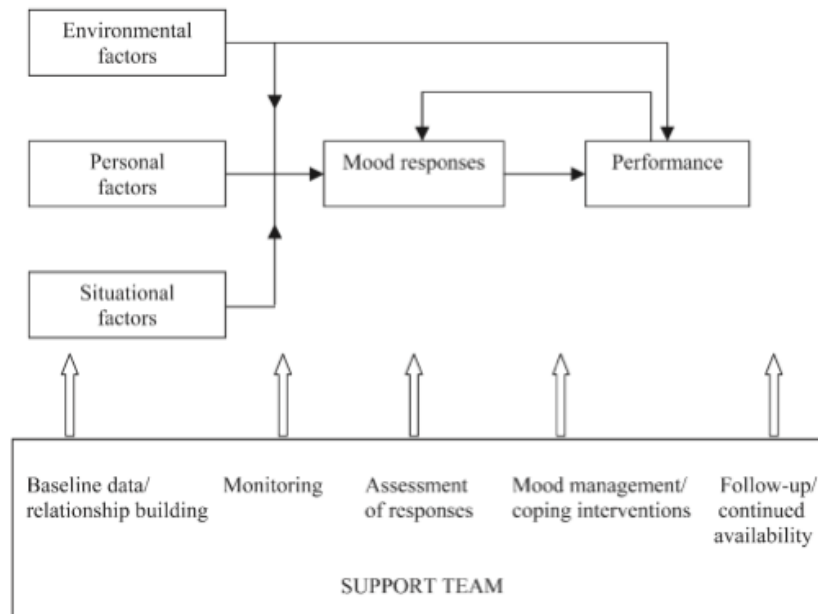 Environmental
factors
Personal
factors
Mood responses
Performance
Situational
factors
Baseline data/
relationship building
Monitoring
Assessment
of responses
Mood management/
coping interventions
Follow-up/
continued
availability
SUPPORT TEAM